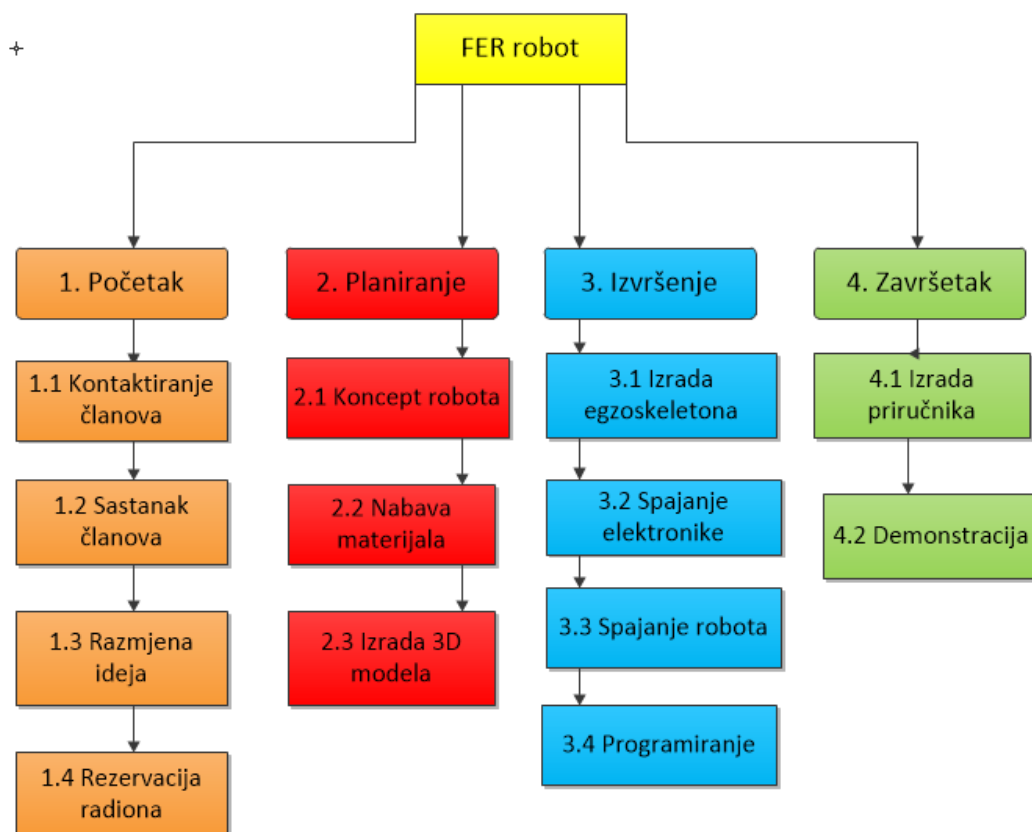 FER robot
1. Početak
1.1 Kontaktiranje
članova
1.2 Sastanak
članova
1.3 Razmjena
ideja
1.4 Rezervacija
radiona
2. Planiranje
2.1 Koncept robota
2.2 Nabava
materijala
2.3 Izrada 3D
modela
3. Izvršenje
3.1 Izrada
egzoskeletona
3.2 Spajanje
elektronike
3.3 Spajanje robota
3.4 Programiranje
4. Završetak
4.1 Izrada
priručnika
4.2 Demonstracija